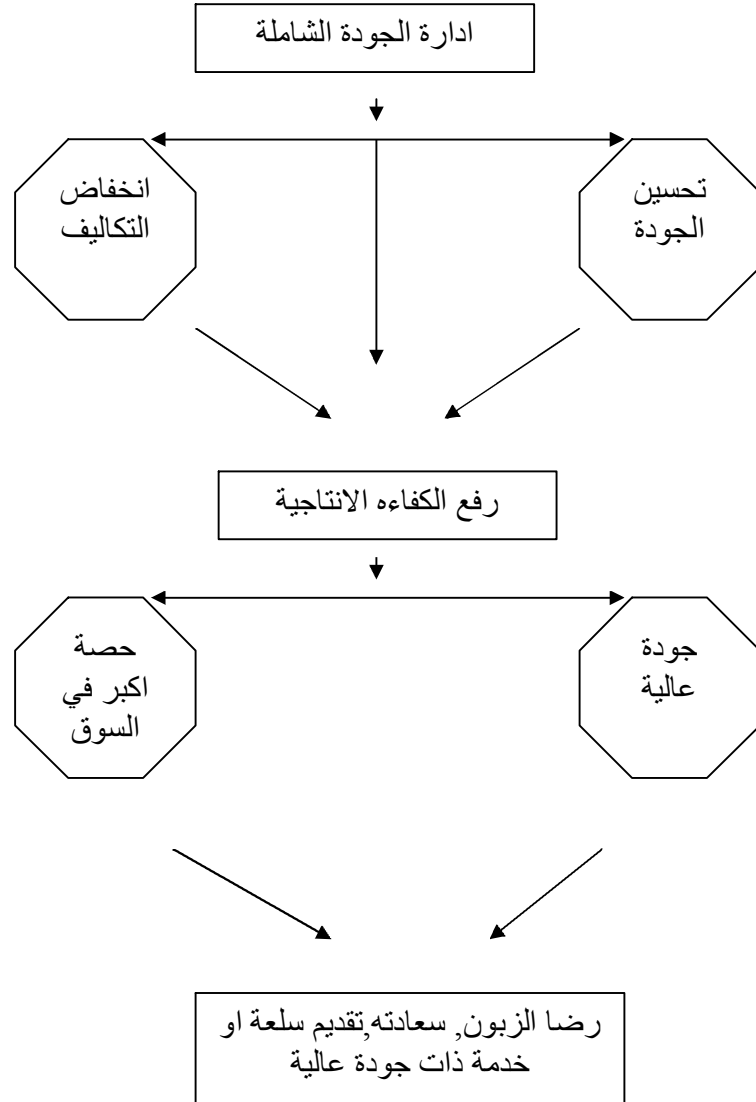 ادارة الجودة الشاملة
تحسين
الجودة
انخفاض
التكاليف
رفع الكفاءه الانتاجية
جودة
عالية
حصة
اكبر في
السوق
رضا الزبون, سعادته,تقديم سلعة او
خدمة ذات جودة عالية